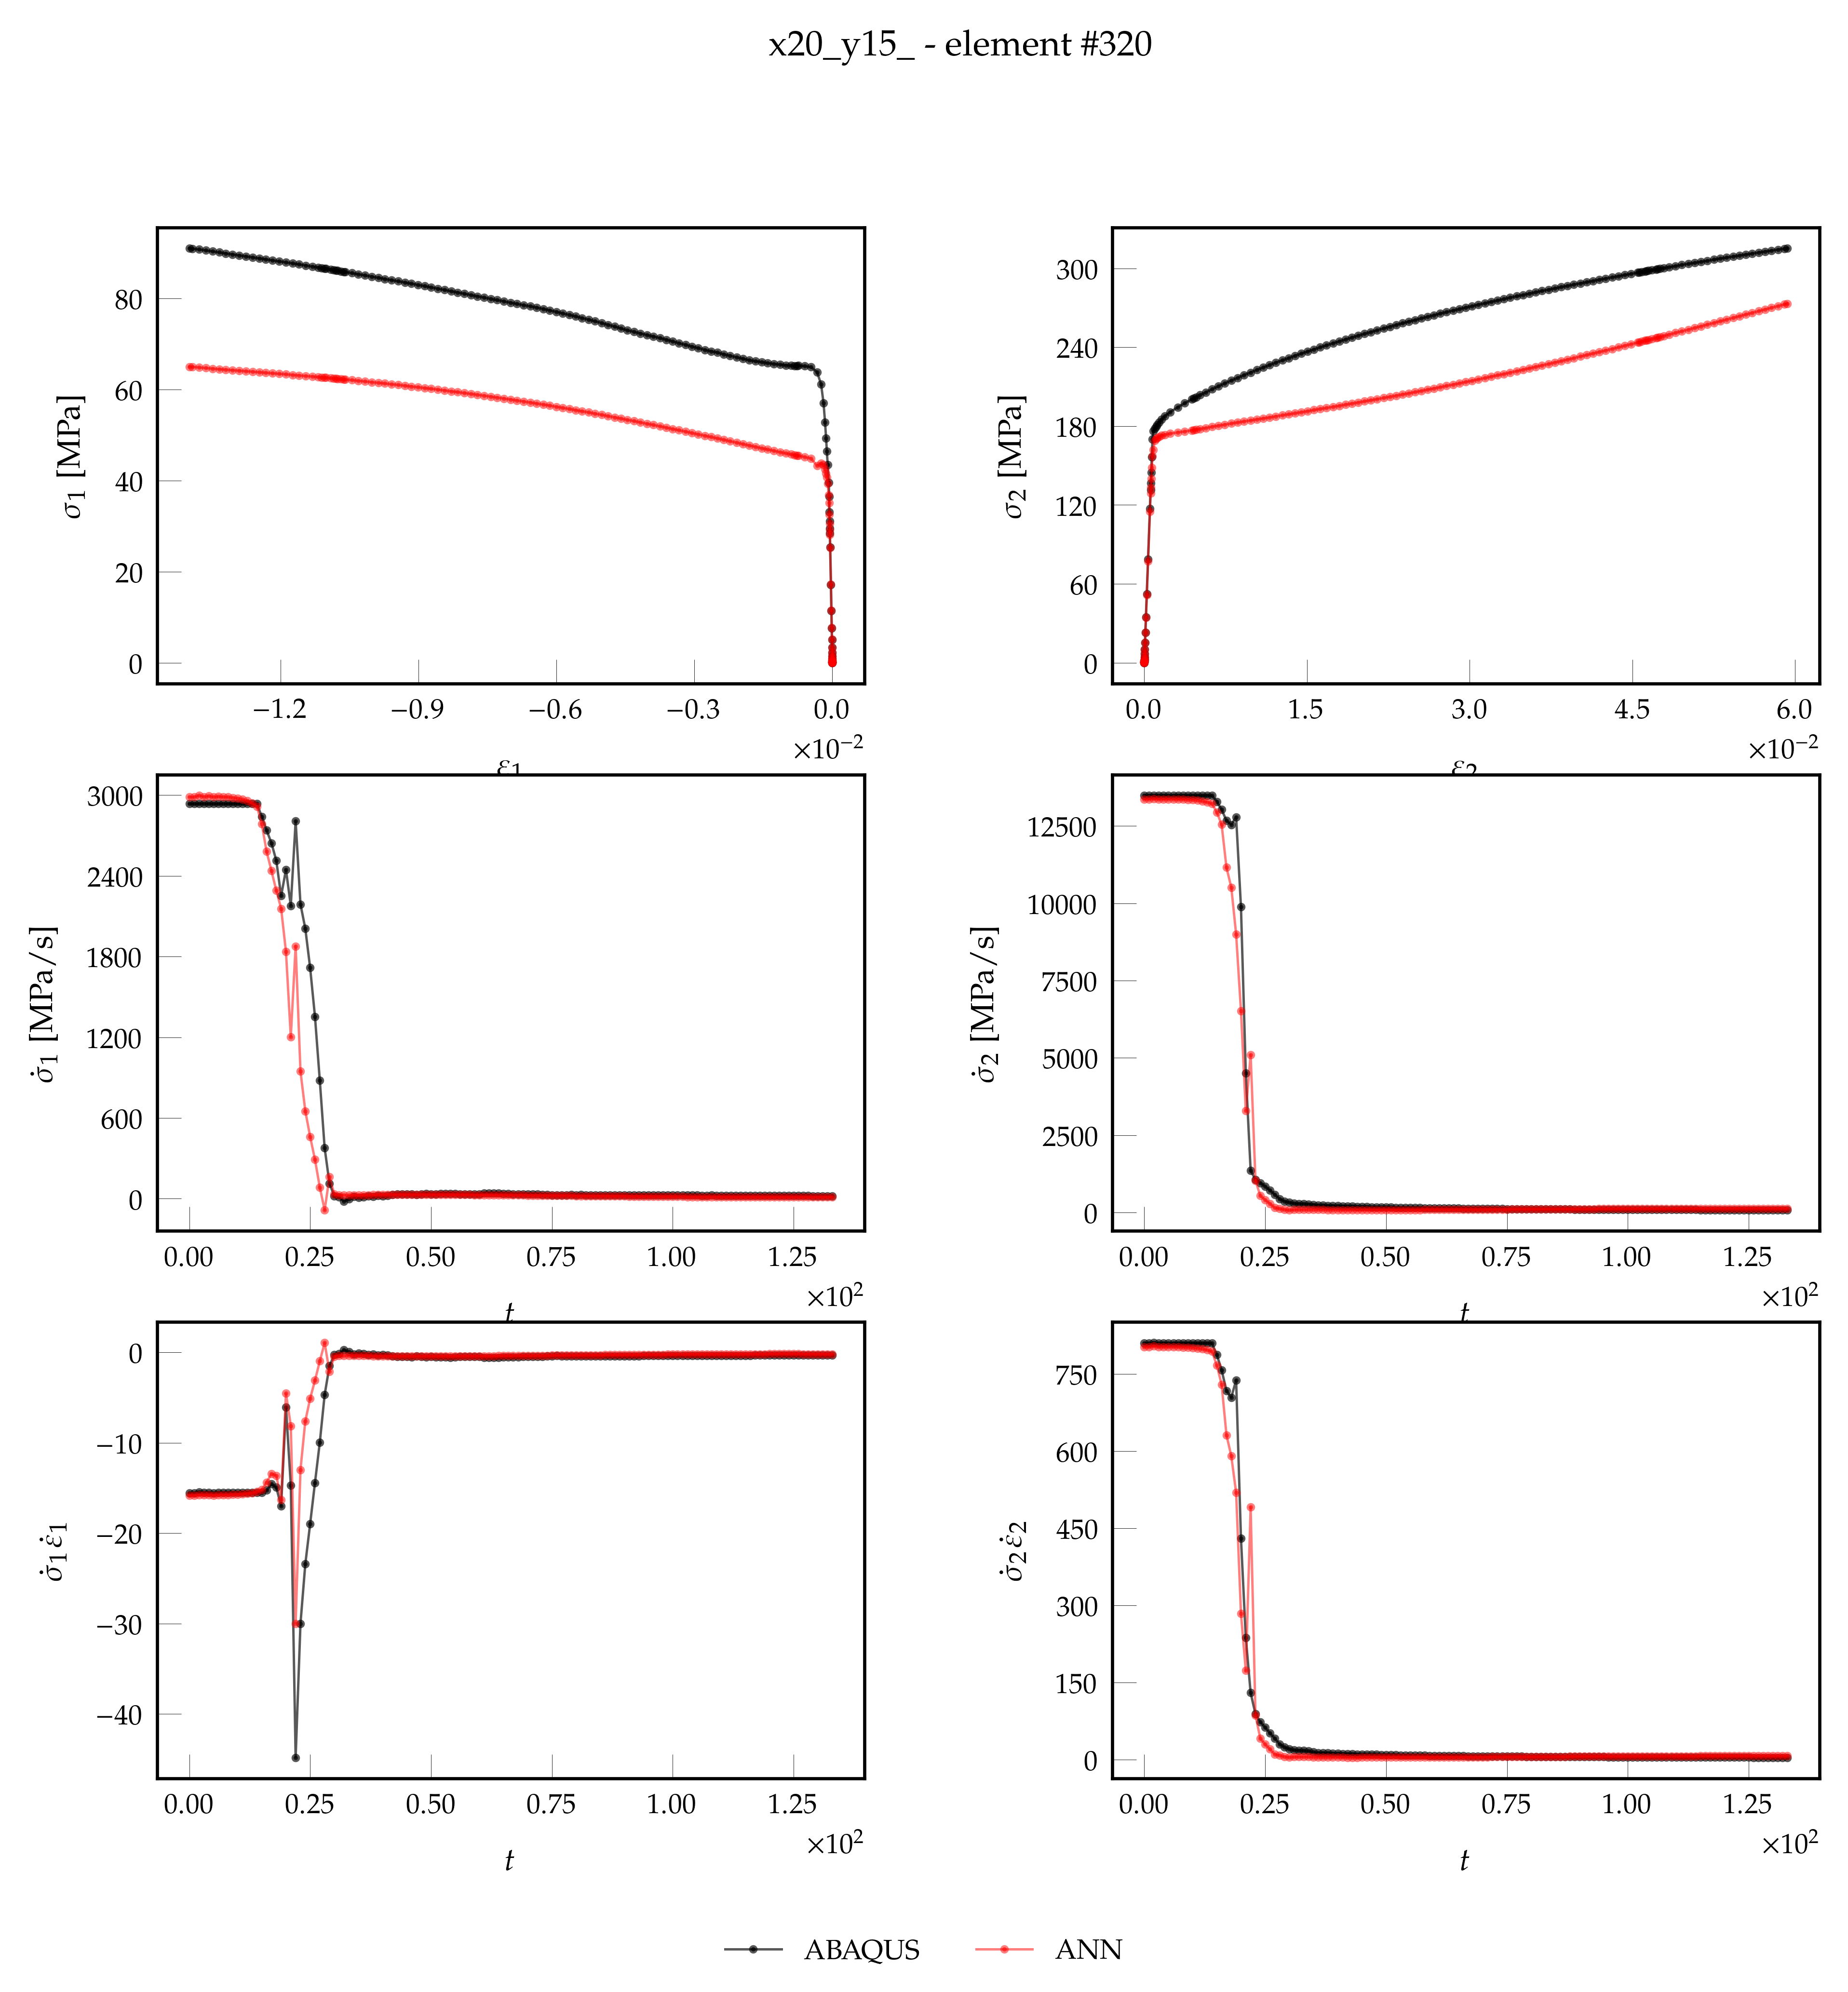 x20_y15_ - element #320
σ₁ [MPa]
80
60
40
20
0
−1.2 −0.9 −0.6 −0.3 0.0
×10⁻²
ε₁
σ₂ [MPa]
300
240
180
120
60
0
0.0 1.5 3.0 4.5 6.0
×10⁻²
ε₂
σ̇₁ [MPa/s]
3000
2400
1800
1200
600
0
0.00 0.25 0.50 0.75 1.00 1.25
×10²
t
σ̇₂ [MPa/s]
12500
10000
7500
5000
2500
0
0.00 0.25 0.50 0.75 1.00 1.25
×10²
t
σ̇₁ε̇₁
0
−10
−20
−30
−40
0.00 0.25 0.50 0.75 1.00 1.25
×10²
t
σ̇₂ε̇₂
750
600
450
300
150
0
0.00 0.25 0.50 0.75 1.00 1.25
×10²
t
ABAQUS ANN